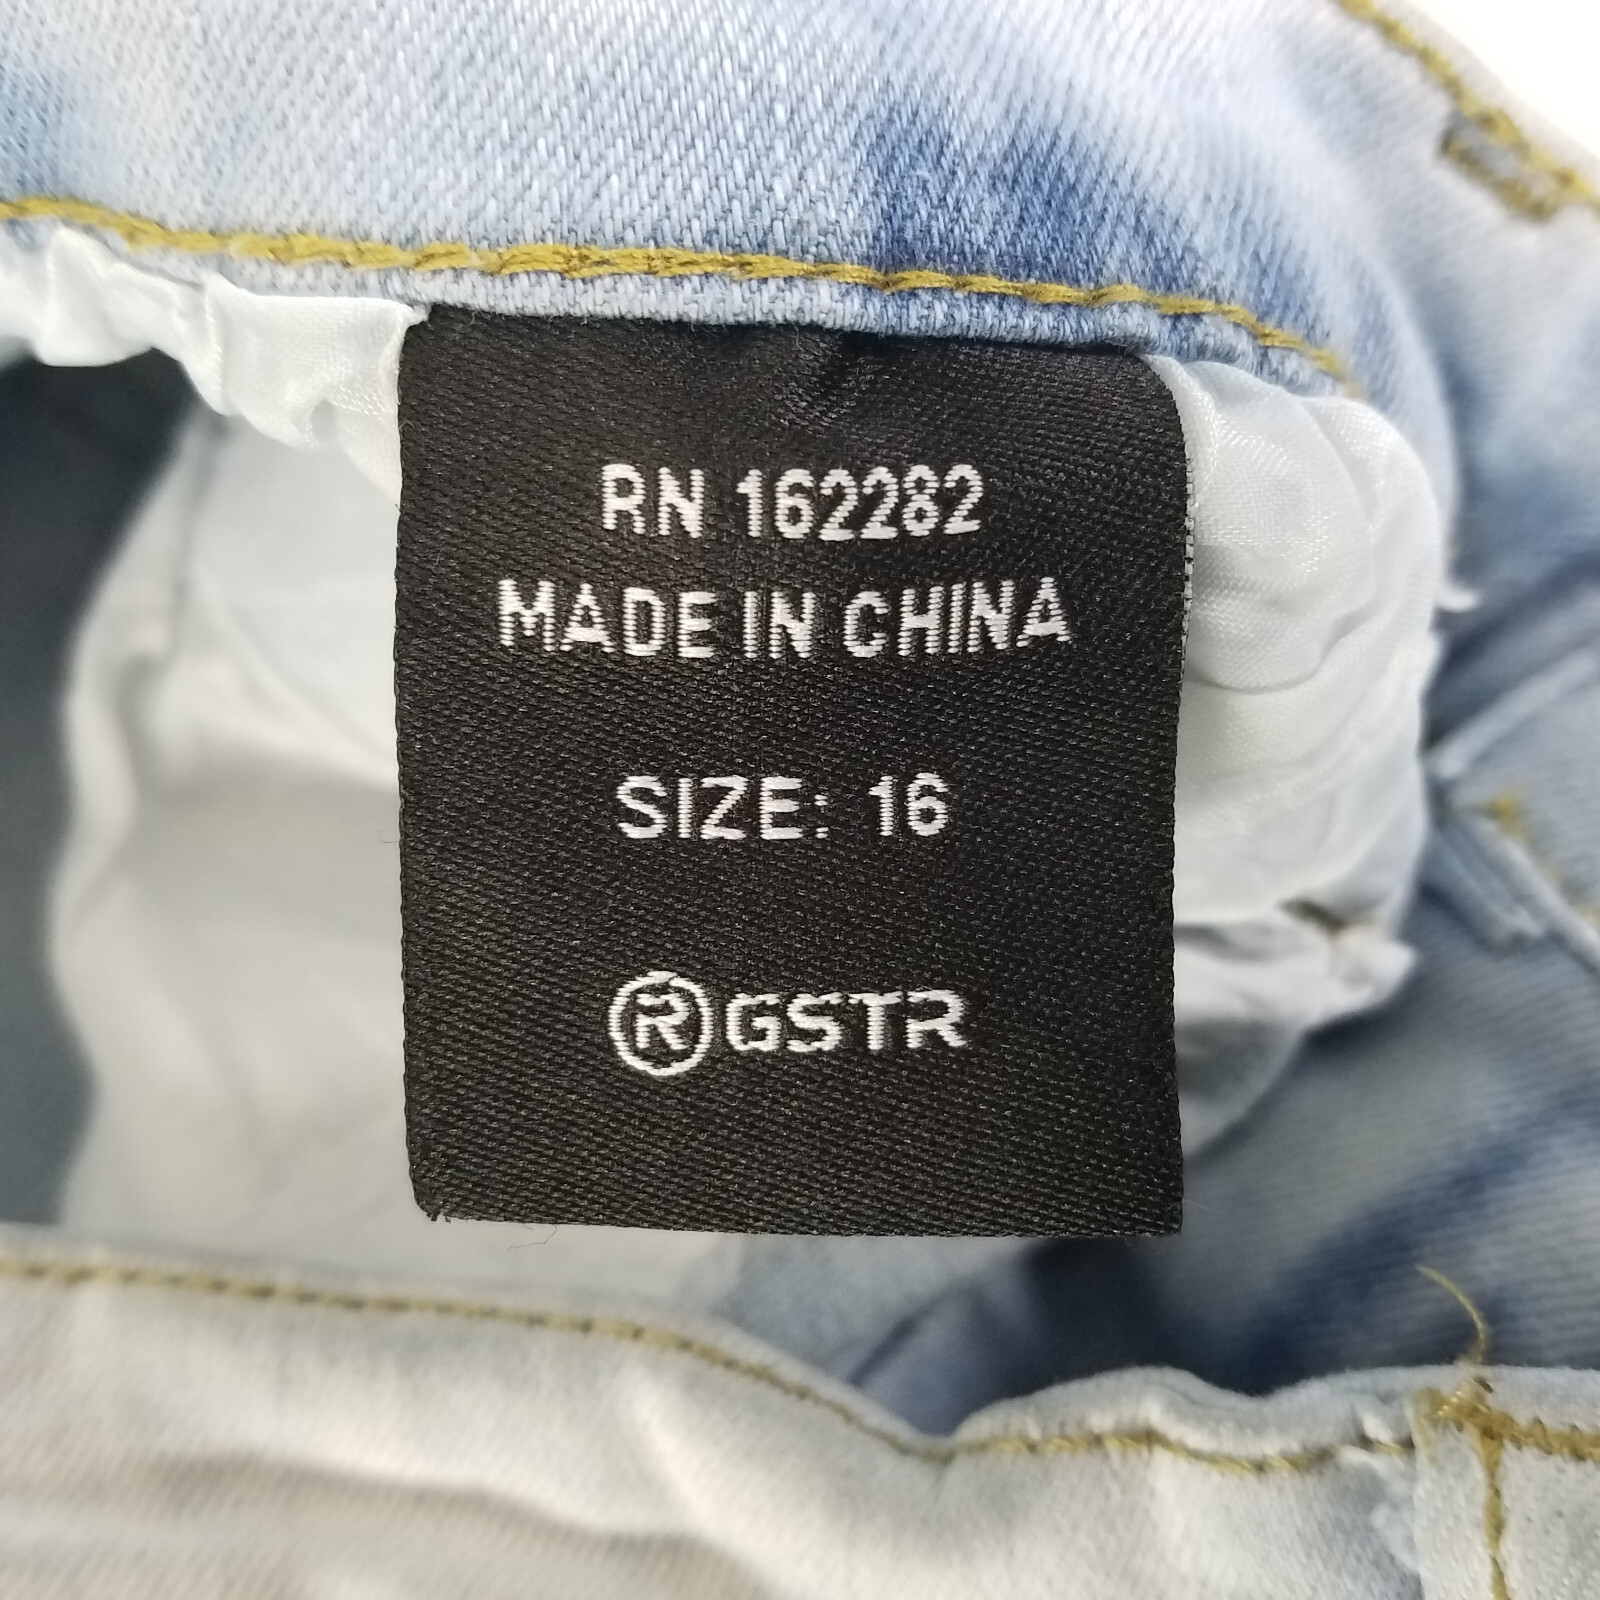 RN 162282
MADE IN CHINA
SIZE: 16
®GSTR